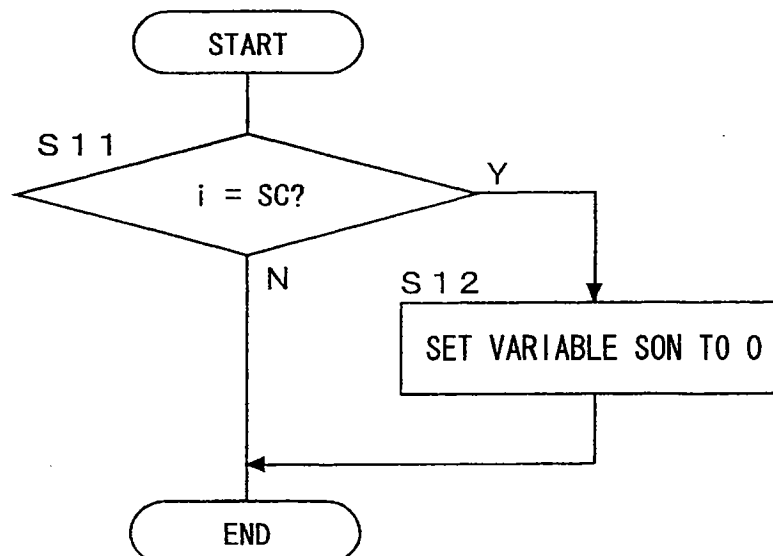 START
S11
i = SC?
Y
N
S12
SET VARIABLE SON TO 0
END